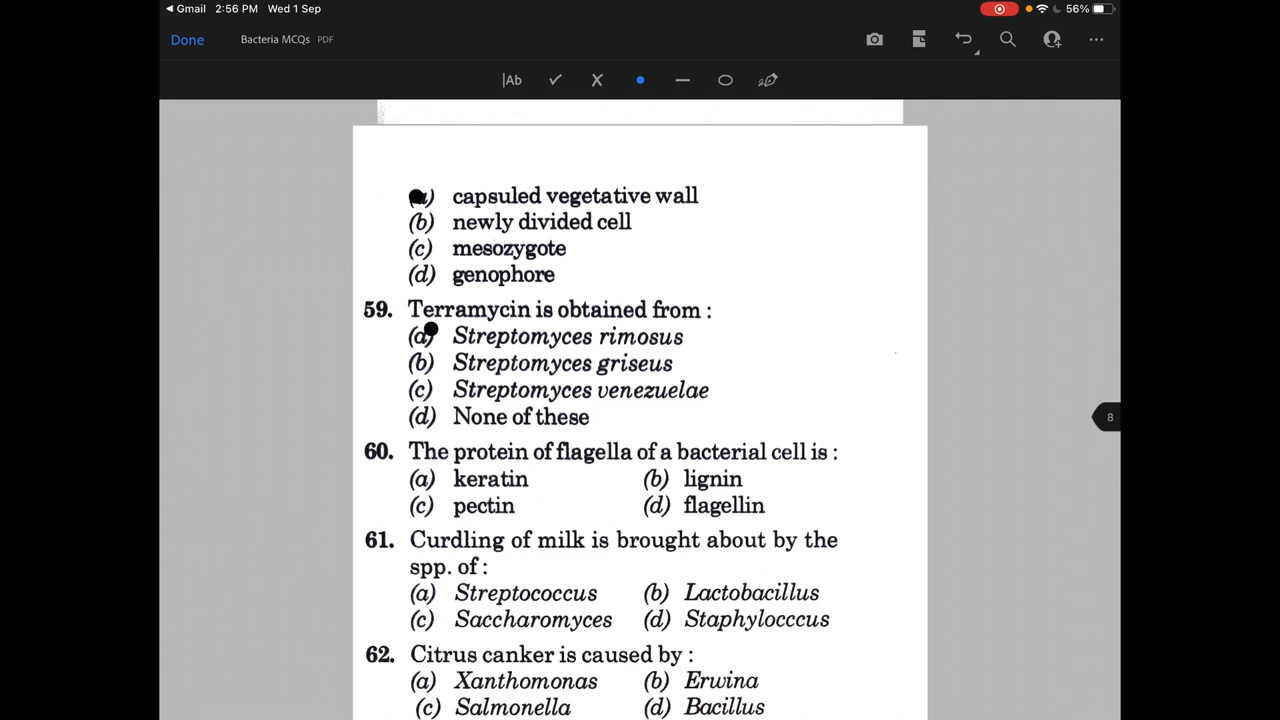 Gmail 2:56 PM Wed 1 Sep 56%
Done Bacteria MCQs PDF
Ab
(a) capsuled vegetative wall
(b) newly divided cell
(c) mesozygote
(d) genophore
59. Terramycin is obtained from :
(a) Streptomyces rimosus
(b) Streptomyces griseus
(c) Streptomyces venezuelae
(d) None of these
60. The protein of flagella of a bacterial cell is :
(a) keratin (b) lignin
(c) pectin (d) flagellin
61. Curdling of milk is brought about by the
spp. of :
(a) Streptococcus (b) Lactobacillus
(c) Saccharomyces (d) Staphylocccus
62. Citrus canker is caused by :
(a) Xanthomonas (b) Erwina
(c) Salmonella (d) Bacillus
8